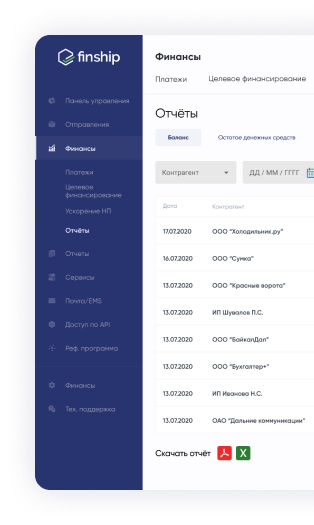 finship
Панель управления
Отправления
Финансы
Платежи
Целевое
финансирование
Ускорение НП
Отчёты
Отчеты
Сервисы
Почта/EMS
Доступ по API
Реф. программа
Финансы
Тех. поддержка
Финансы
Платежи Целевое финансирование
Отчёты
Баланс Остаток денежных средств
Контрагент ДД / ММ / ГГГГ
Дата Контрагент
17.07.2020 ООО "Холодильник.ру"
16.07.2020 ООО "Сумка"
13.07.2020 ООО "Красные ворота"
13.07.2020 ИП Шувалов П.С.
13.07.2020 ООО "БайкалДал"
13.07.2020 ООО "Бухгалтер+"
13.07.2020 ИП Иванова Н.С.
13.07.2020 ОАО "Дальние коммуникации"
Скачать отчёт X